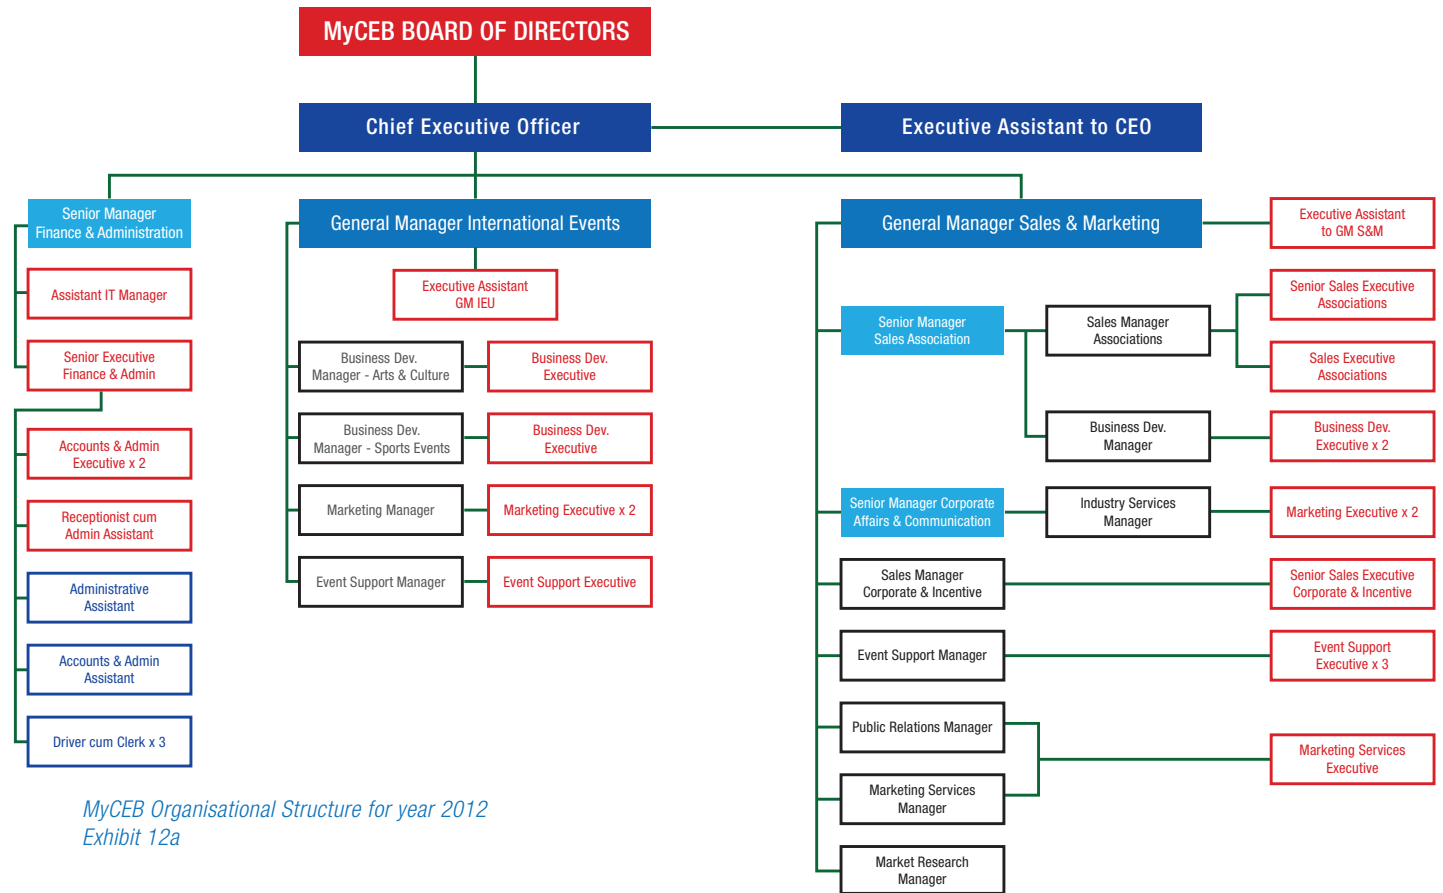 MyCEB BOARD OF DIRECTORS
Chief Executive Officer
Executive Assistant to CEO
Senior Manager
Finance & Administration
Assistant IT Manager
Senior Executive
Finance & Admin
Accounts & Admin
Executive x 2
Receptionist cum
Admin Assistant
Administrative
Assistant
Accounts & Admin
Assistant
Driver cum Clerk x 3
General Manager International Events
Executive Assistant
GM IEU
Business Dev.
Manager - Arts & Culture
Business Dev.
Executive
Business Dev.
Manager - Sports Events
Business Dev.
Executive
Marketing Manager
Marketing Executive x 2
Event Support Manager
Event Support Executive
General Manager Sales & Marketing
Executive Assistant
to GM S&M
Senior Manager
Sales Association
Sales Manager
Associations
Senior Sales Executive
Associations
Sales Executive
Associations
Business Dev.
Manager
Business Dev.
Executive x 2
Senior Manager Corporate
Affairs & Communication
Industry Services
Manager
Marketing Executive x 2
Sales Manager
Corporate & Incentive
Senior Sales Executive
Corporate & Incentive
Event Support Manager
Event Support
Executive x 3
Public Relations Manager
Marketing Services
Manager
Marketing Services
Executive
Market Research
Manager
MyCEB Organisational Structure for year 2012
Exhibit 12a